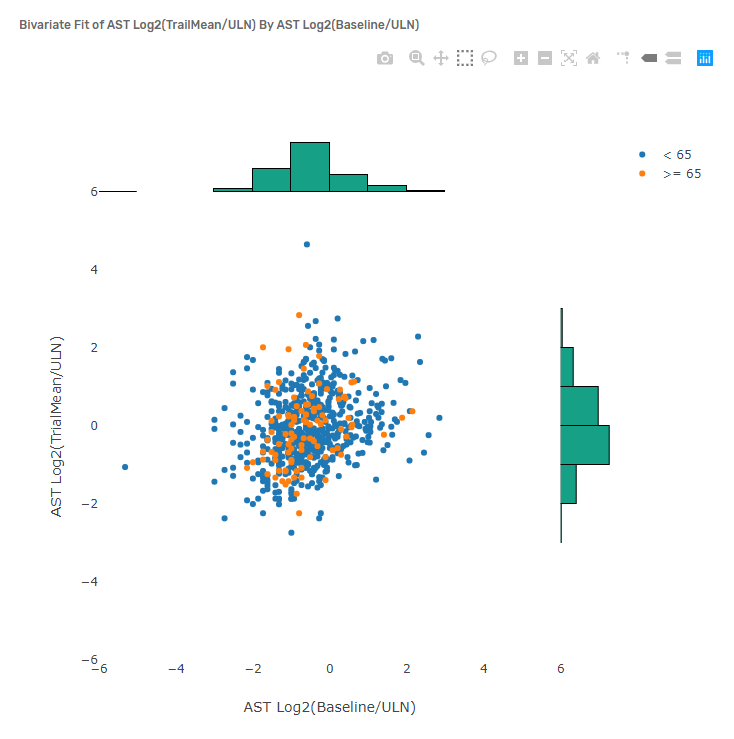 Bivariate Fit of AST Log2(TrailMean/ULN) By AST Log2(Baseline/ULN)
< 65
>= 65
6
4
2
0
−2
−4
−6
AST Log2(TrialMean/ULN)
−6 −4 −2 0 2 4 6
AST Log2(Baseline/ULN)